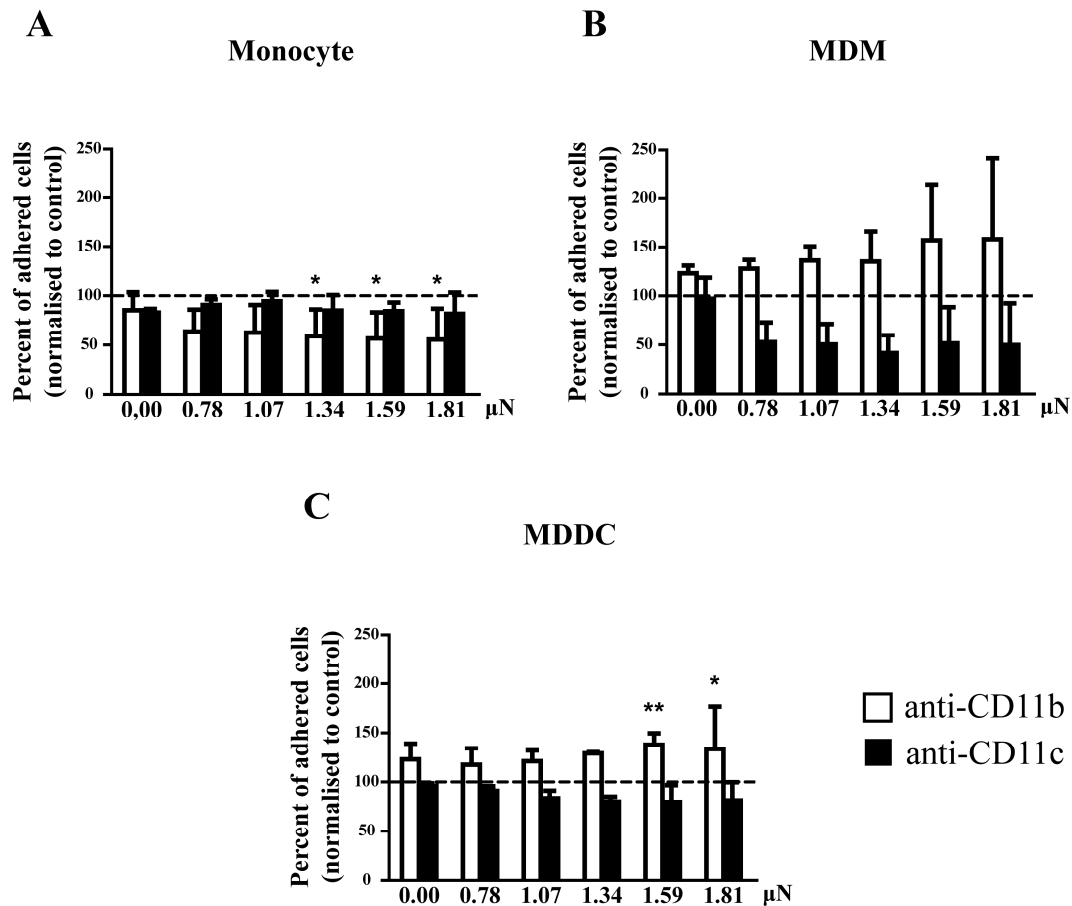 A
Monocyte
Percent of adhered cells
(normalised to control)
250
200
150
100
50
0
* * *
0,00 0.78 1.07 1.34 1.59 1.81 µN
B
MDM
Percent of adhered cells
(normalised to control)
250
200
150
100
50
0
0.00 0.78 1.07 1.34 1.59 1.81 µN
C
MDDC
Percent of adhered cells
(normalised to control)
250
200
150
100
50
0
** *
0.00 0.78 1.07 1.34 1.59 1.81 µN
anti-CD11b
anti-CD11c